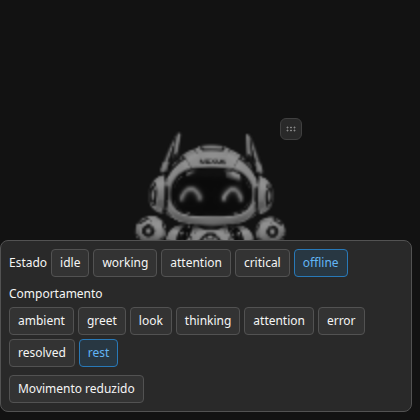 Estado idle working attention critical offline
Comportamento
ambient greet look thinking attention error
resolved rest
Movimento reduzido